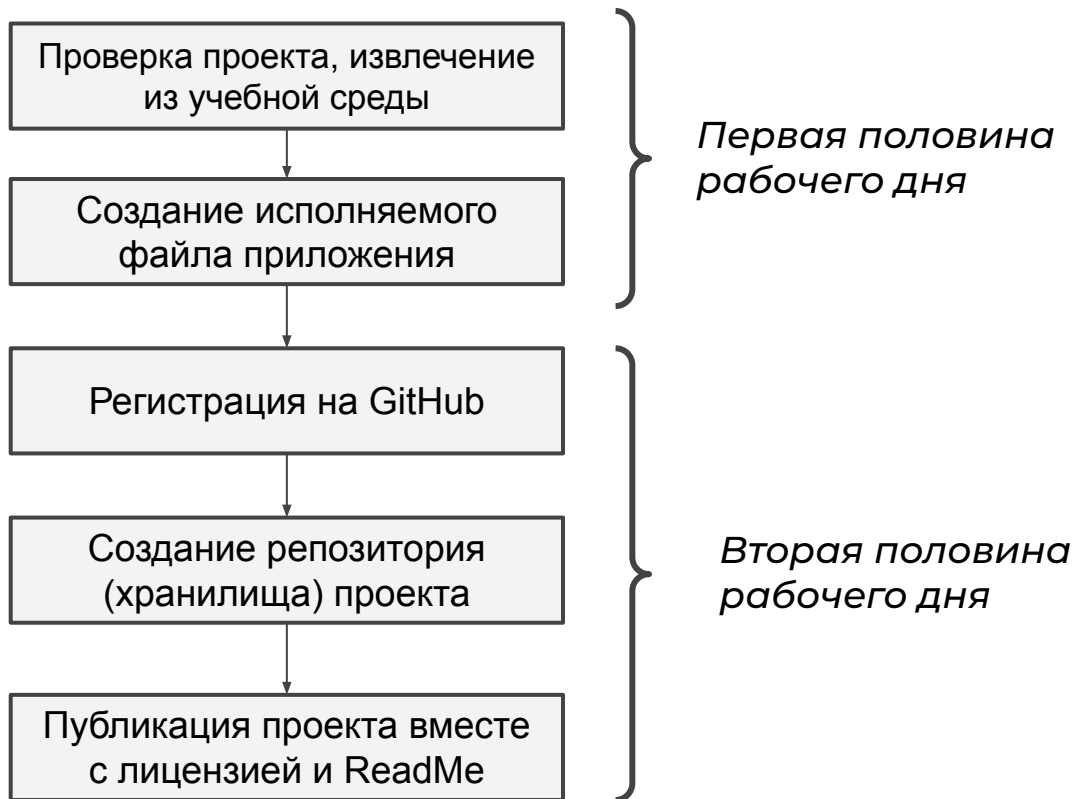 Проверка проекта, извлечение
из учебной среды
Первая половина
рабочего дня
Создание исполняемого
файла приложения
Регистрация на GitHub
Создание репозитория
(хранилища) проекта
Вторая половина
рабочего дня
Публикация проекта вместе
с лицензией и ReadMe